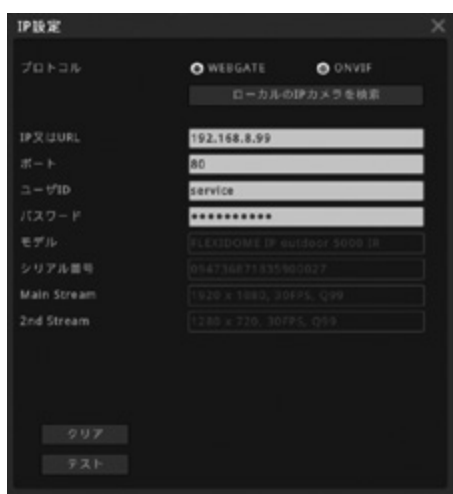 IP設定
プロトコル WEBGATE ONVIF
ローカルのIPカメラを検索
IP又はURL 192.168.8.99
ポート 80
ユーザID service
パスワード ••••••••••
モデル FLEXIDOME IP outdoor 5000 IR
シリアル番号
Main Stream 1920 x 1080, 30FPS, Q99
2nd Stream 1280 x 720, 30FPS, Q99
クリア
テスト